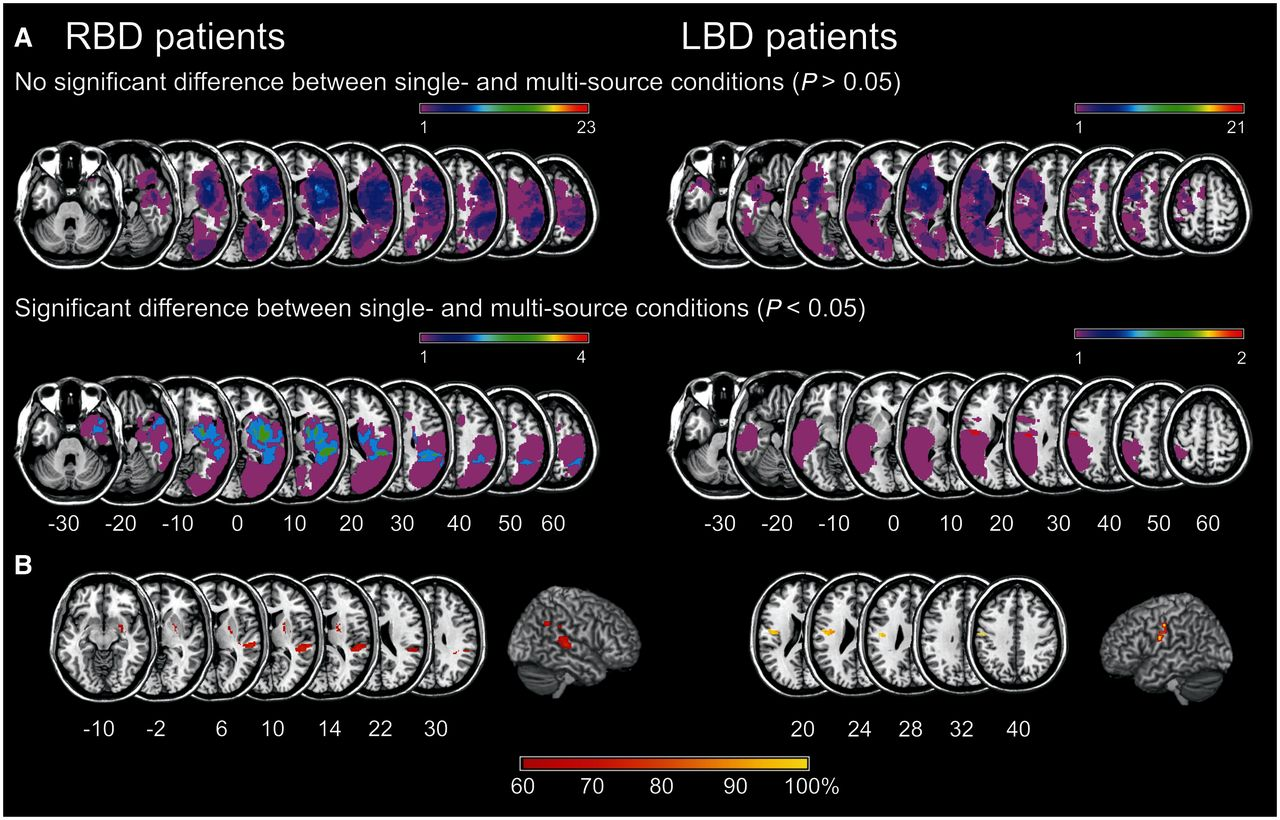 A RBD patients LBD patients
No significant difference between single- and multi-source conditions (P > 0.05)
1 23 1 21
Significant difference between single- and multi-source conditions (P < 0.05)
1 4 1 2
-30 -20 -10 0 10 20 30 40 50 60 -30 -20 -10 0 10 20 30 40 50 60
B
-10 -2 6 10 14 22 30 20 24 28 32 40
60 70 80 90 100%